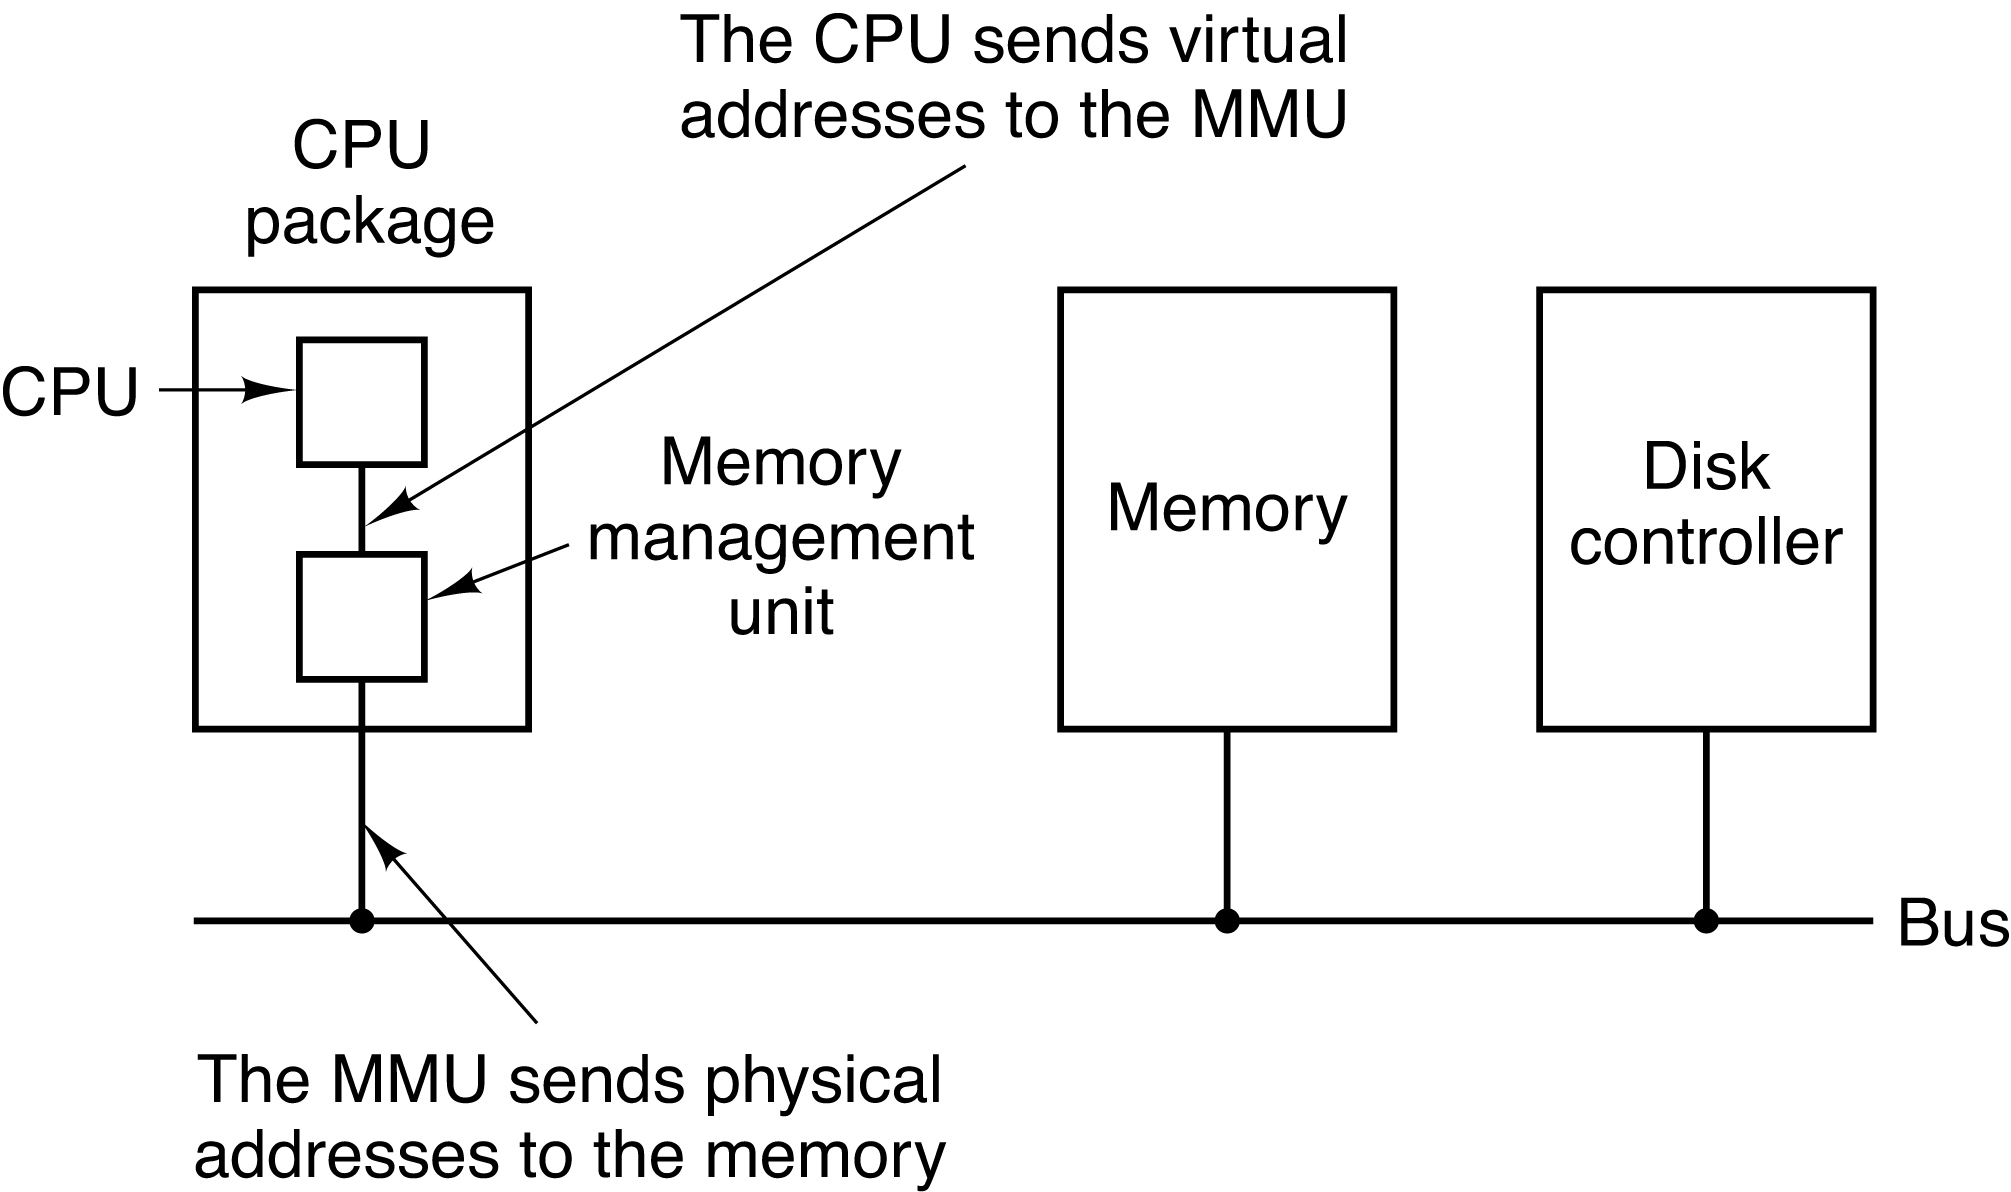 The CPU sends virtual
addresses to the MMU
CPU
package
CPU
Memory
management
unit
Memory
Disk
controller
Bus
The MMU sends physical
addresses to the memory